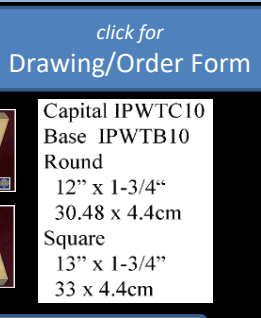 click for
Drawing/Order Form
Capital IPWTC10
Base  IPWTB10
Round
12” x 1-3/4“
30.48 x 4.4cm
Square
13” x 1-3/4”
33 x 4.4cm